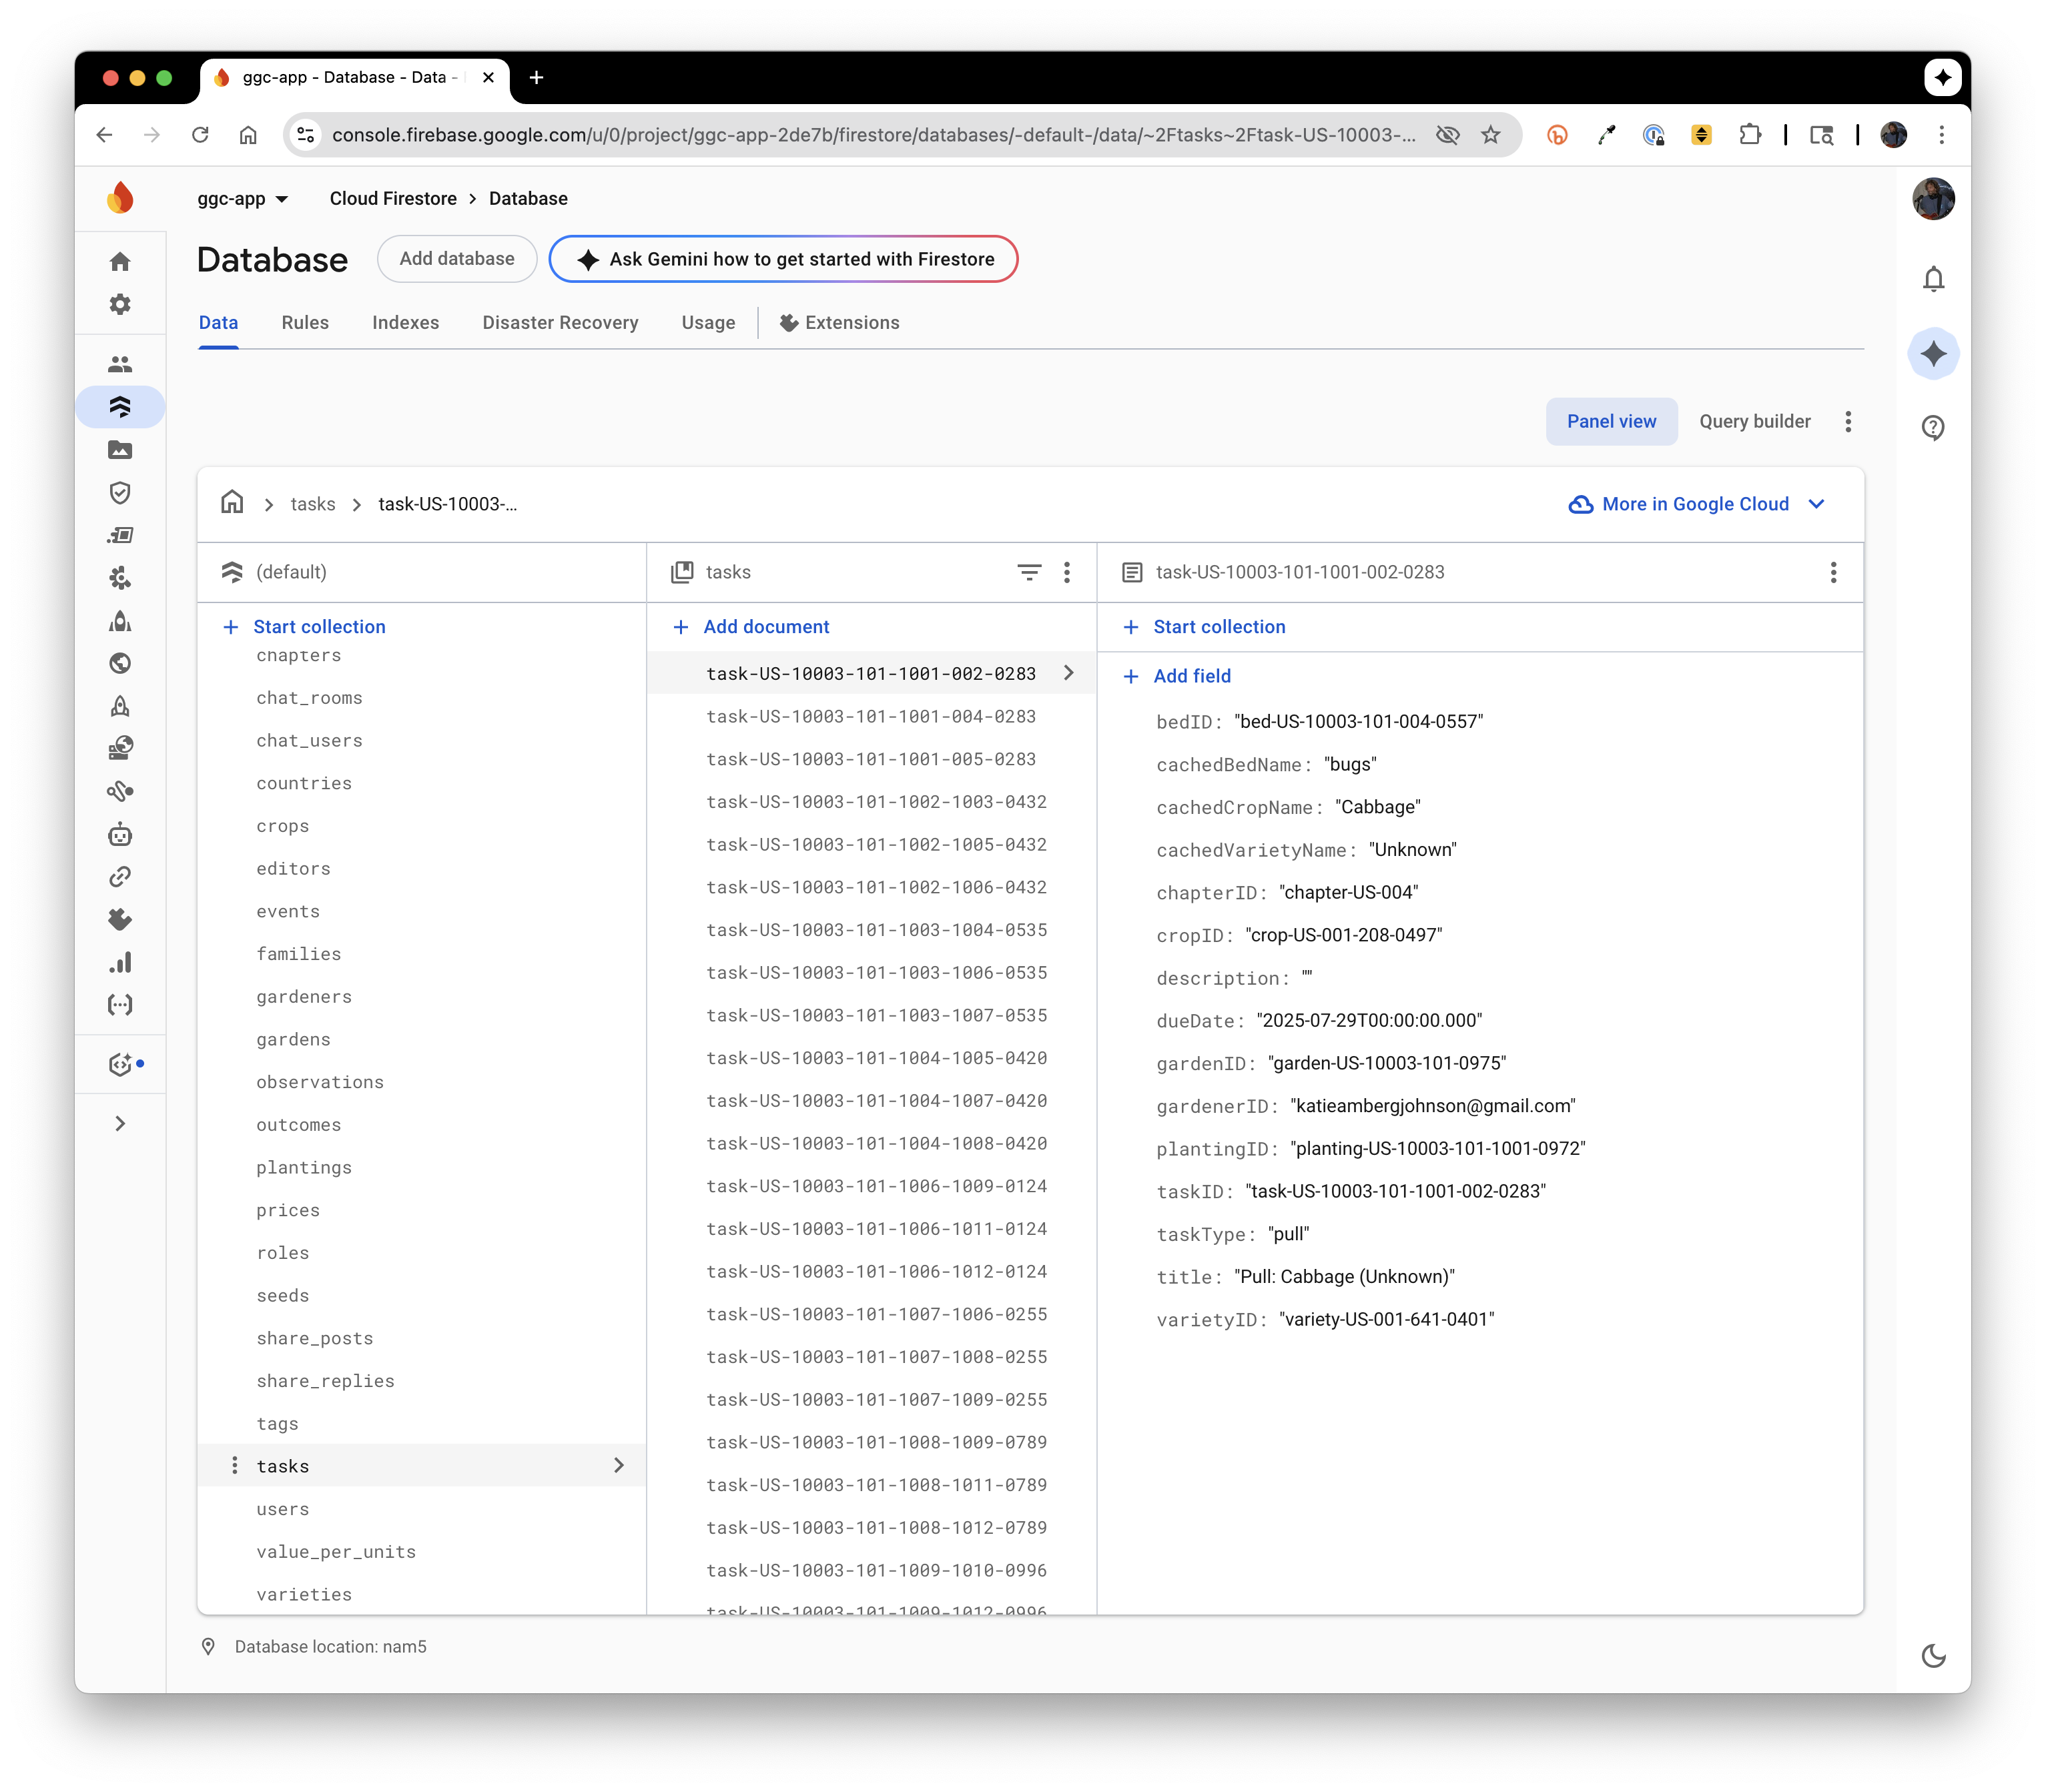 ggc-app - Database - Data -
console.firebase.google.com/u/0/project/ggc-app-2de7b/firestore/databases/-default-/data/~2Ftasks~2Ftask-US-10003-...
ggc-app
Cloud Firestore > Database
Database
Add database
Ask Gemini how to get started with Firestore
Data
Rules
Indexes
Disaster Recovery
Usage
Extensions
Panel view
Query builder
tasks
task-US-10003-...
More in Google Cloud
(default)
Start collection
chapters
chat_rooms
chat_users
countries
crops
editors
events
families
gardeners
gardens
observations
outcomes
plantings
prices
roles
seeds
share_posts
share_replies
tags
tasks
users
value_per_units
varieties
tasks
Add document
task-US-10003-101-1001-002-0283
task-US-10003-101-1001-004-0283
task-US-10003-101-1001-005-0283
task-US-10003-101-1002-1003-0432
task-US-10003-101-1002-1005-0432
task-US-10003-101-1002-1006-0432
task-US-10003-101-1003-1004-0535
task-US-10003-101-1003-1006-0535
task-US-10003-101-1003-1007-0535
task-US-10003-101-1004-1005-0420
task-US-10003-101-1004-1007-0420
task-US-10003-101-1004-1008-0420
task-US-10003-101-1006-1009-0124
task-US-10003-101-1006-1011-0124
task-US-10003-101-1006-1012-0124
task-US-10003-101-1007-1006-0255
task-US-10003-101-1007-1008-0255
task-US-10003-101-1007-1009-0255
task-US-10003-101-1008-1009-0789
task-US-10003-101-1008-1011-0789
task-US-10003-101-1008-1012-0789
task-US-10003-101-1009-1010-0996
task-US-10003-101-1009-1012-0996
task-US-10003-101-1001-002-0283
Start collection
Add field
bedID: "bed-US-10003-101-004-0557"
cachedBedName: "bugs"
cachedCropName: "Cabbage"
cachedVarietyName: "Unknown"
chapterID: "chapter-US-004"
cropID: "crop-US-001-208-0497"
description: ""
dueDate: "2025-07-29T00:00:00.000"
gardenID: "garden-US-10003-101-0975"
gardenerID: "katieambergjohnson@gmail.com"
plantingID: "planting-US-10003-101-1001-0972"
taskID: "task-US-10003-101-1001-002-0283"
taskType: "pull"
title: "Pull: Cabbage (Unknown)"
varietyID: "variety-US-001-641-0401"
Database location: nam5